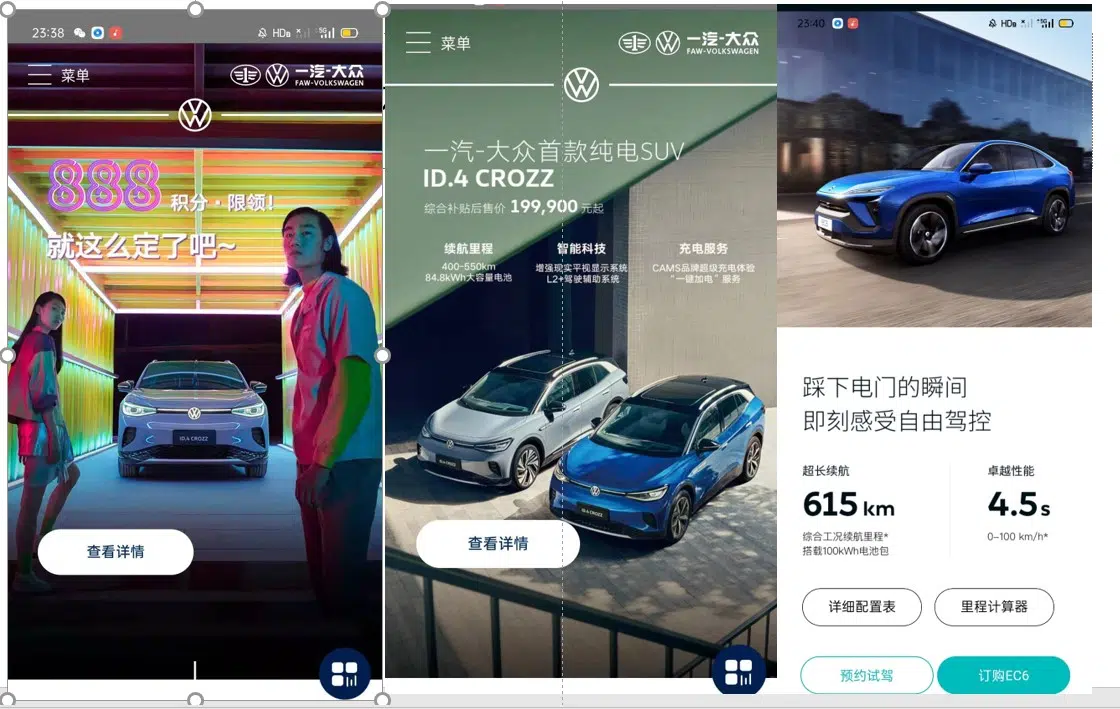 23:38
HD
5G
菜单
一汽-大众
FAW-VOLKSWAGEN
888 积分·限领!
就这么定了吧~
ID.4 CROZZ
查看详情
菜单
一汽-大众
FAW-VOLKSWAGEN
一汽-大众首款纯电SUV
ID.4 CROZZ
综合补贴后售价 199,900 元起
续航里程 智能科技 充电服务
400-550km 增强现实平视显示系统 CAMS品牌超级充电体验
84.8kWh大容量电池 L2+驾驶辅助系统 “一键加电”服务
查看详情
23:40
HD
5G
踩下电门的瞬间
即刻感受自由驾控
超长续航 卓越性能
615 km 4.5 s
综合工况续航里程* 0-100 km/h*
搭载100kWh电池包
详细配置表 里程计算器
预约试驾 订购EC6